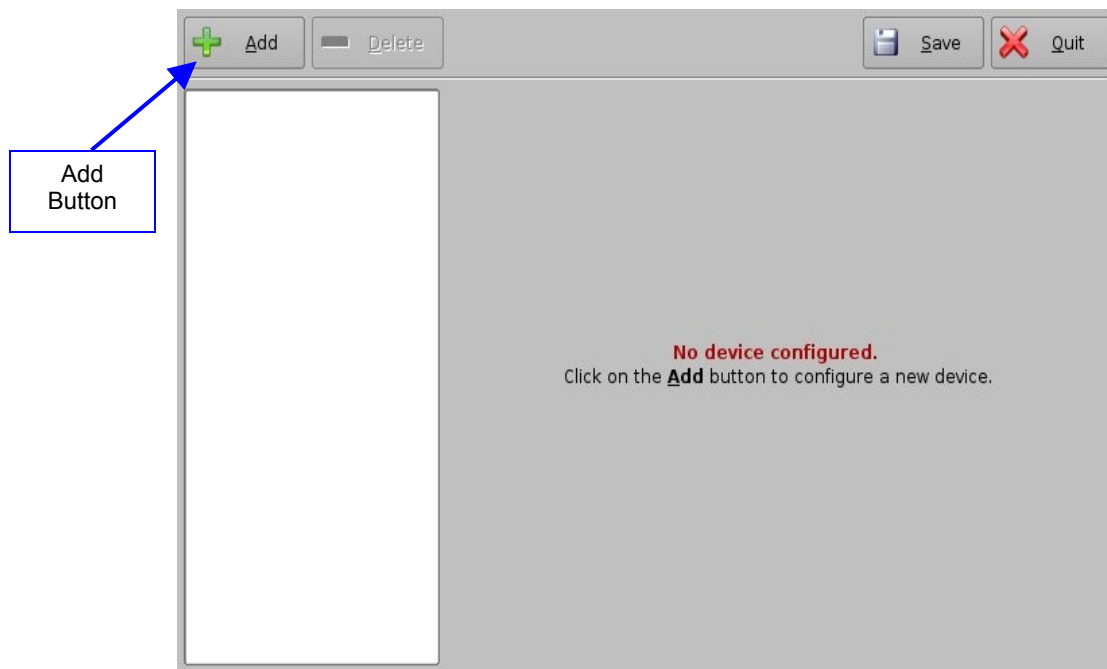 Add
Delete
Save
Quit
Add
Button
No device configured.
Click on the Add button to configure a new device.